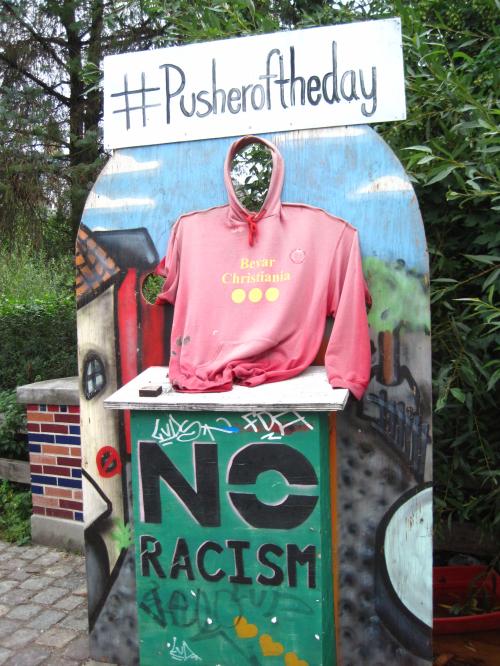 #Pusheroftheday
Bevar
Christiania
NO
RACISM